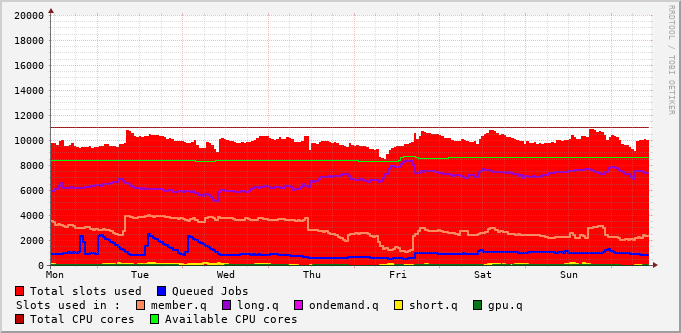 RRDTOOL / TOBI OETIKER
20000
18000
16000
14000
12000
10000
8000
6000
4000
2000
0
Mon Tue Wed Thu Fri Sat Sun
Total slots used Queued Jobs
Slots used in : member.q long.q ondemand.q short.q gpu.q
Total CPU cores Available CPU cores